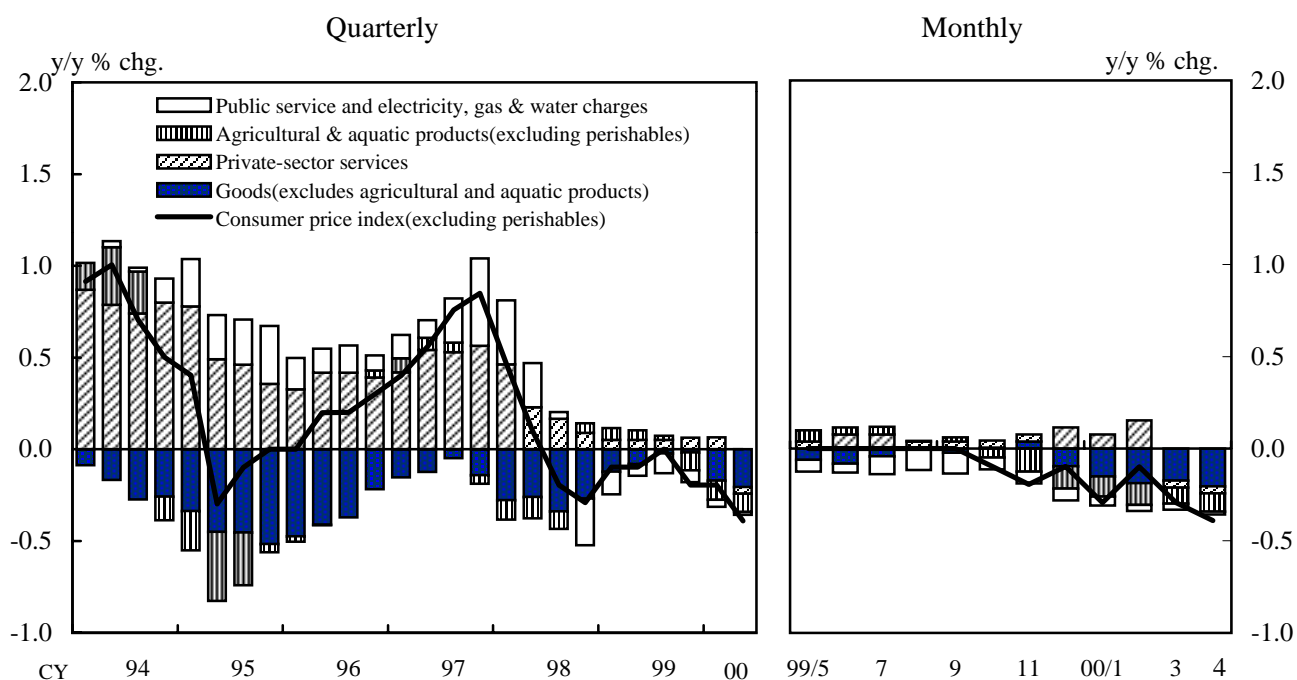 Quarterly
Monthly
y/y % chg.
y/y % chg.
2.0
1.5
1.0
0.5
0.0
-0.5
-1.0
Public service and electricity, gas & water charges
Agricultural & aquatic products(excluding perishables)
Private-sector services
Goods(excludes agricultural and aquatic products)
Consumer price index(excluding perishables)
2.0
1.5
1.0
0.5
0.0
-0.5
-1.0
CY 94 95 96 97 98 99 00
99/5 7 9 11 00/1 3 4